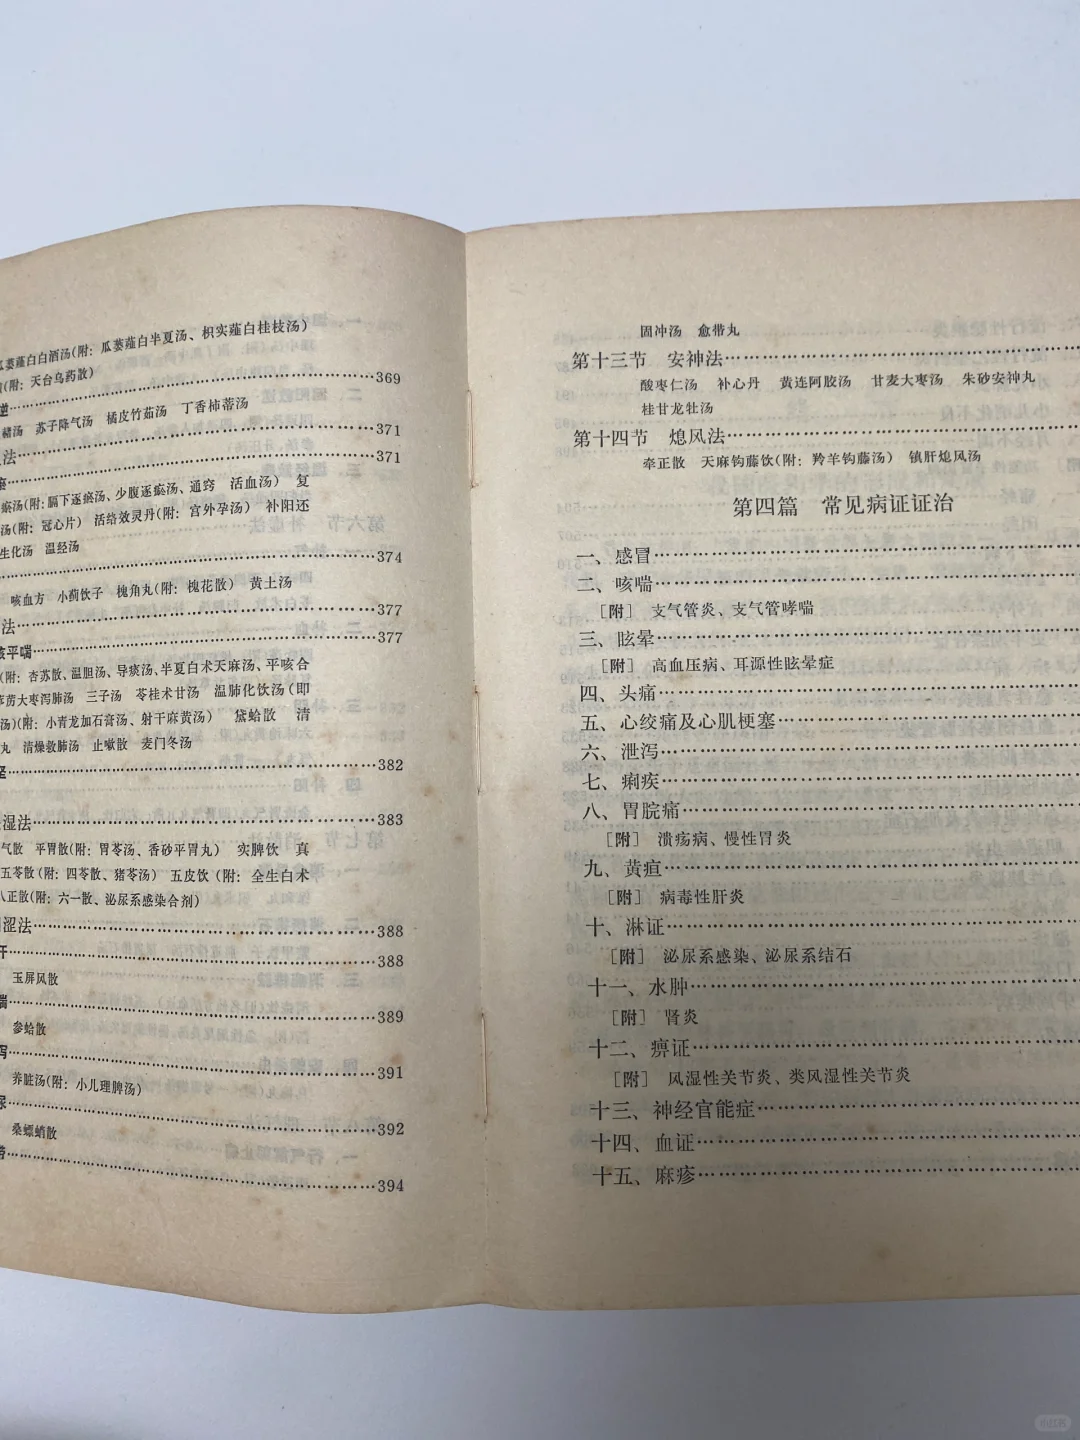 瓜蒌薤白白酒汤(附：瓜蒌薤白半夏汤、枳实薤白桂枝汤)
(附：天台乌药散)
逆……369
赭汤 苏子降气汤 橘皮竹茹汤 丁香柿蒂汤
法……371
瘀……371
瘀汤(附：膈下逐瘀汤、少腹逐瘀汤、通窍 活血汤) 复
汤(附：冠心片) 活络效灵丹(附：宫外孕汤) 补阳还
生化汤 温经汤
……374
咳血方 小蓟饮子 槐角丸(附：槐花散) 黄土汤
法……377
咳平喘……377
(附：杏苏散、温胆汤、导痰汤、半夏白术天麻汤、平咳合
葶苈大枣泻肺汤 三子汤 苓桂术甘汤 温肺化饮汤(即
汤)(附：小青龙加石膏汤、射干麻黄汤) 黛蛤散 清
丸 清燥救肺汤 止嗽散 麦门冬汤
坚……382
湿法……383
气散 平胃散(附：胃苓汤、香砂平胃丸) 实脾饮 真
五苓散(附：四苓散、猪苓汤) 五皮饮(附：全生白术
八正散(附：六一散、泌尿系感染合剂)
涩法……388
汗……388
玉屏风散
喘……389
参蛤散
泻……391
养脏汤(附：小儿理脾汤)
尿……392
桑螵蛸散
带……394
固冲汤 愈带丸
第十三节 安神法……
酸枣仁汤 补心丹 黄连阿胶汤 甘麦大枣汤 朱砂安神丸
桂甘龙牡汤
第十四节 熄风法……
牵正散 天麻钩藤饮(附：羚羊钩藤汤) 镇肝熄风汤
第四篇 常见病证证治
一、感冒……
二、咳喘……
［附］ 支气管炎、支气管哮喘
三、眩晕……
［附］ 高血压病、耳源性眩晕症
四、头痛……
五、心绞痛及心肌梗塞……
六、泄泻……
七、痢疾……
八、胃脘痛……
［附］ 溃疡病、慢性胃炎
九、黄疸……
［附］ 病毒性肝炎
十、淋证……
［附］ 泌尿系感染、泌尿系结石
十一、水肿……
［附］ 肾炎
十二、痹证……
［附］ 风湿性关节炎、类风湿性关节炎
十三、神经官能症……
十四、血证……
十五、麻疹……